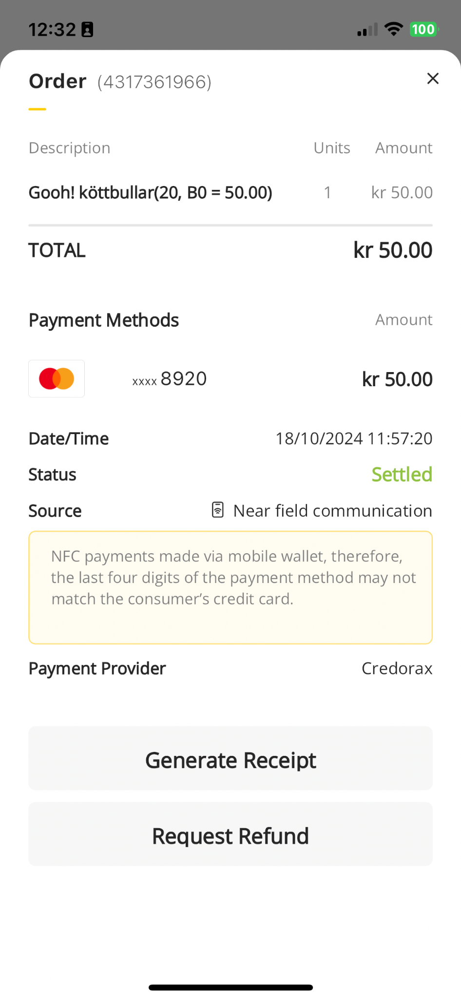 12:32
100
Order (4317361966)
Description Units Amount
Gooh! köttbullar(20, B0 = 50.00) 1 kr 50.00
TOTAL kr 50.00
Payment Methods Amount
xxxx 8920 kr 50.00
Date/Time 18/10/2024 11:57:20
Status Settled
Source Near field communication
NFC payments made via mobile wallet, therefore,
the last four digits of the payment method may not
match the consumer’s credit card.
Payment Provider Credorax
Generate Receipt
Request Refund